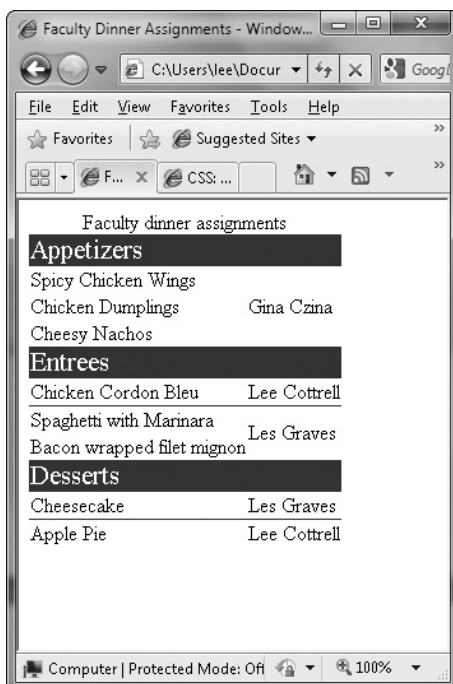 Faculty Dinner Assignments - Window...
C:\Users\lee\Docur
Googl
File Edit View Favorites Tools Help
Favorites Suggested Sites
F... CSS: ...
Faculty dinner assignments
Appetizers
Spicy Chicken Wings
Chicken Dumplings Gina Czina
Cheesy Nachos
Entrees
Chicken Cordon Bleu Lee Cottrell
Spaghetti with Marinara
Les Graves
Bacon wrapped filet mignon
Desserts
Cheesecake Les Graves
Apple Pie Lee Cottrell
Computer | Protected Mode: Off 100%